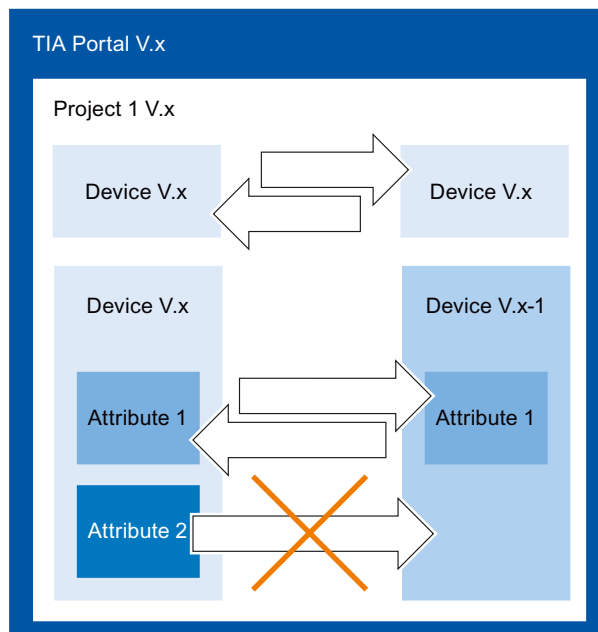 TIA Portal V.x
Project 1 V.x
Device V.x
Device V.x
Device V.x
Device V.x-1
Attribute 1
Attribute 1
Attribute 2